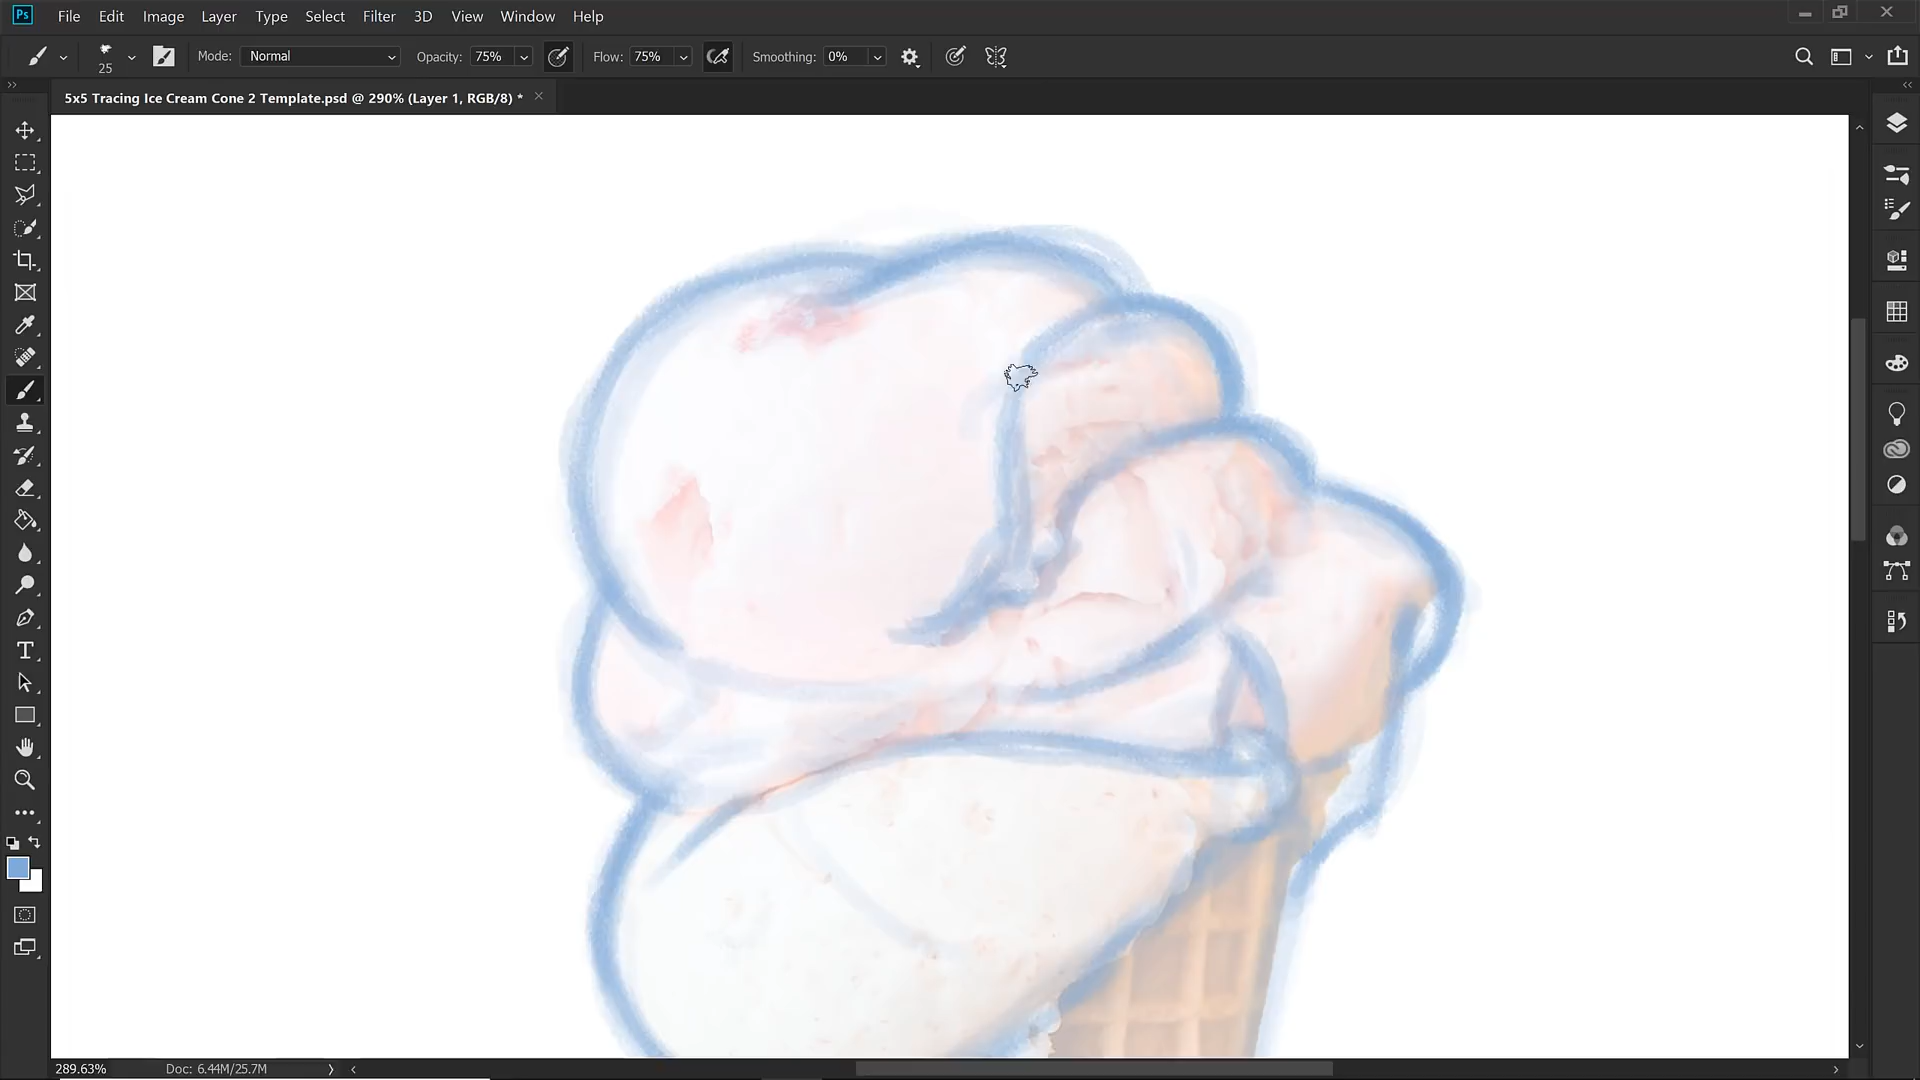 Ps File Edit Image Layer Type Select Filter 3D View Window Help
25 Mode: Normal Opacity: 75% Flow: 75% Smoothing: 0%
5x5 Tracing Ice Cream Cone 2 Template.psd @ 290% (Layer 1, RGB/8) *
289.63% Doc: 6.44M/25.7M